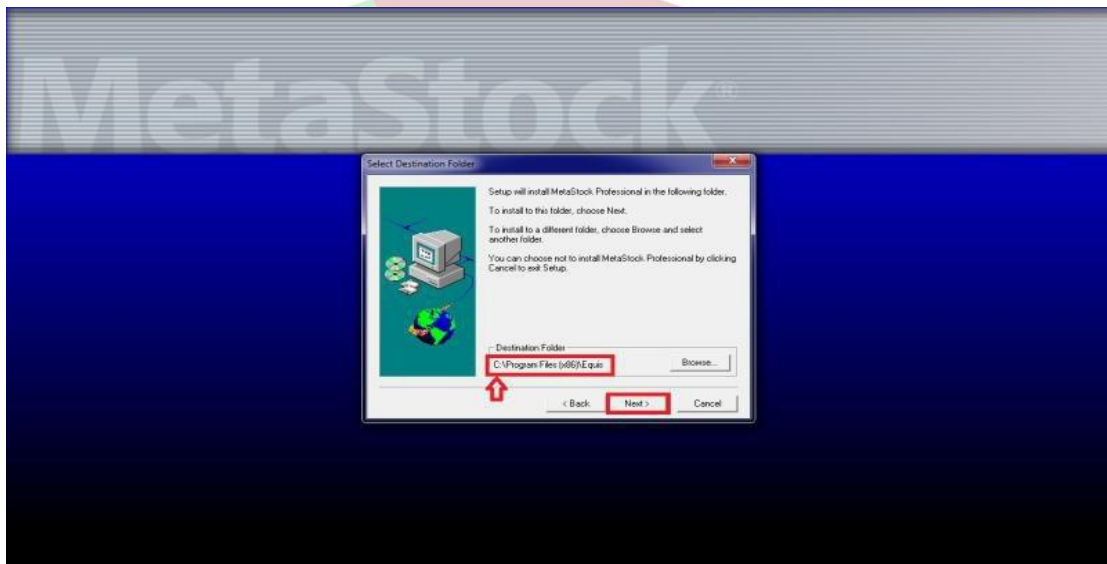 MetaStock®
Select Destination Folder
Setup will install MetaStock Professional in the following folder.
To install to this folder, choose Next.
To install to a different folder, choose Browse and select
another folder.
You can choose not to install MetaStock Professional by clicking
Cancel to exit Setup.
Destination Folder
C:\Program Files (x86)\Equis
Browse...
< Back Next > Cancel